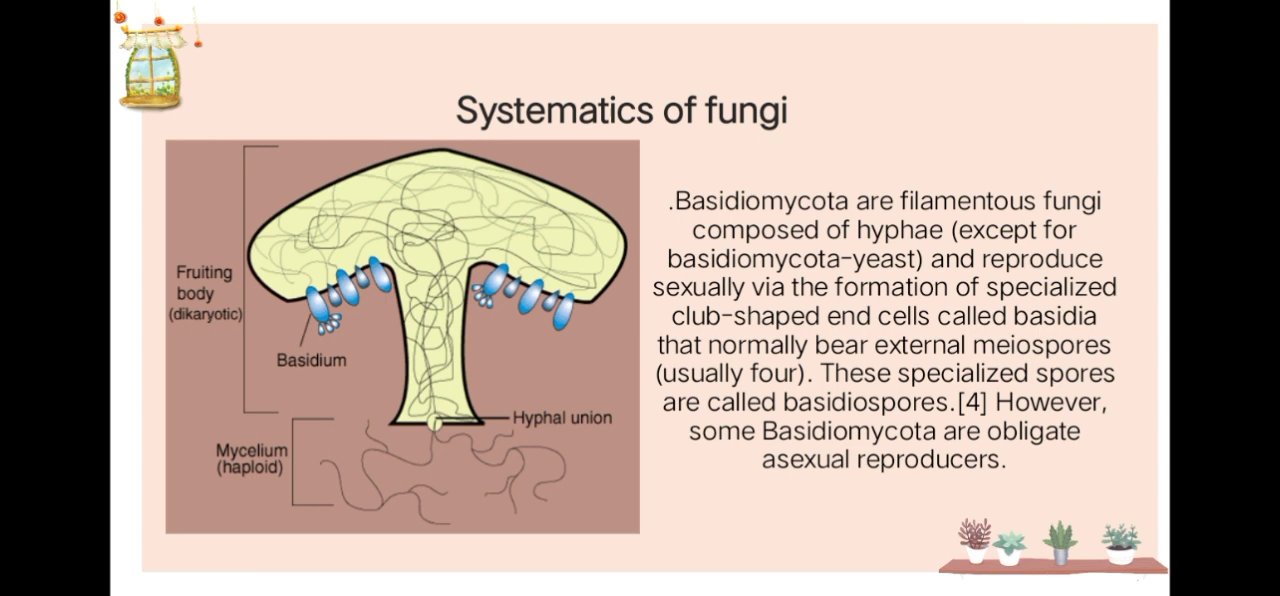 Systematics of fungi
Fruiting
body
(dikaryotic)
Basidium
Hyphal union
Mycelium
(haploid)
.Basidiomycota are filamentous fungi
composed of hyphae (except for
basidiomycota-yeast) and reproduce
sexually via the formation of specialized
club-shaped end cells called basidia
that normally bear external meiospores
(usually four). These specialized spores
are called basidiospores.[4] However,
some Basidiomycota are obligate
asexual reproducers.